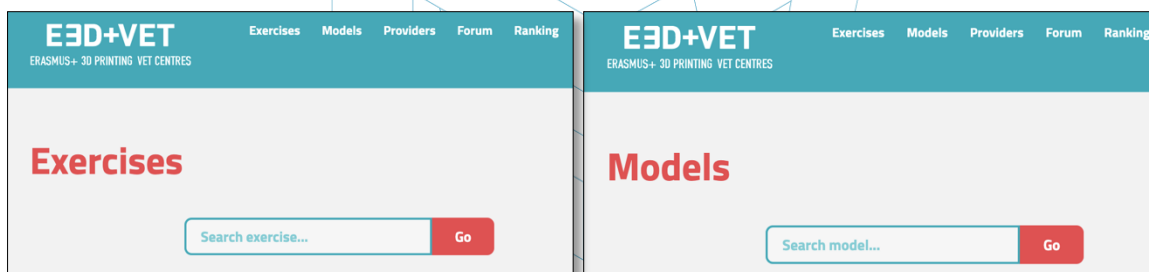 E3D+VET Exercises Models Providers Forum Ranking
ERASMUS+ 3D PRINTING VET CENTRES
Exercises
Search exercise... Go
E3D+VET Exercises Models Providers Forum Ranking
ERASMUS+ 3D PRINTING VET CENTRES
Models
Search model... Go